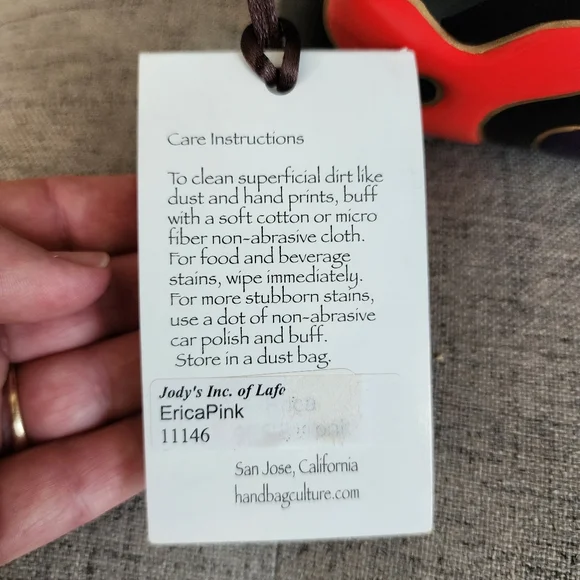 Care Instructions
To clean superficial dirt like
dust and hand prints, buff
with a soft cotton or micro
fiber non-abrasive cloth.
For food and beverage
stains, wipe immediately.
For more stubborn stains,
use a dot of non-abrasive
car polish and buff.
Store in a dust bag.
Jody's Inc. of Lafe
EricaPink
11146
San Jose, California
handbagculture.com